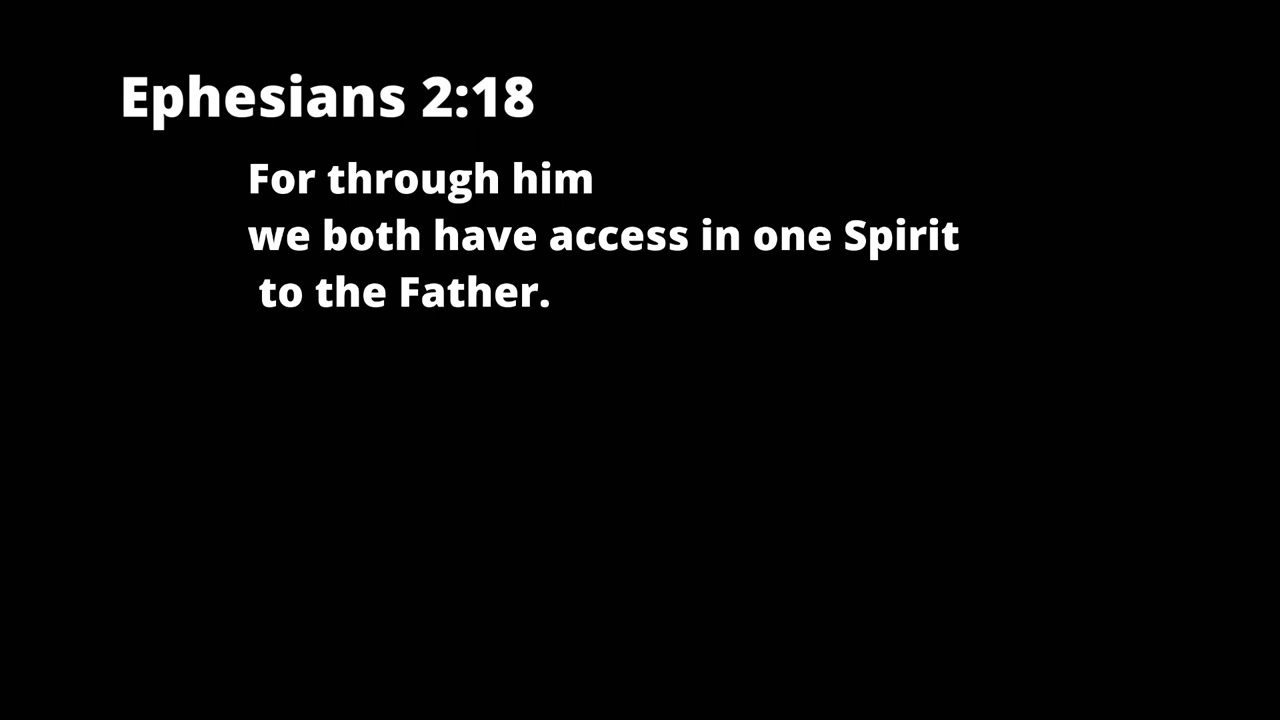 Ephesians 2:18
For through him
we both have access in one Spirit
to the Father.